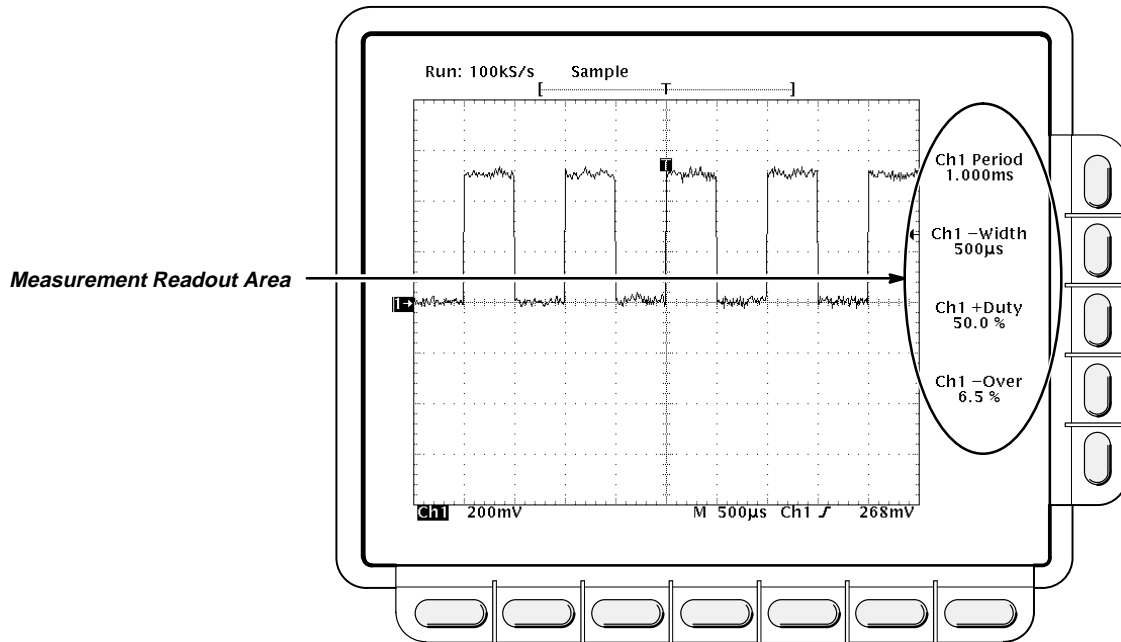 Run: 100kS/s Sample
[ T ]
T
Ch1 Period
1.000ms
Ch1 −Width
500µs
Measurement Readout Area
1→
Ch1 +Duty
50.0 %
Ch1 −Over
6.5 %
Ch1 200mV M 500µs Ch1 ƒ 268mV